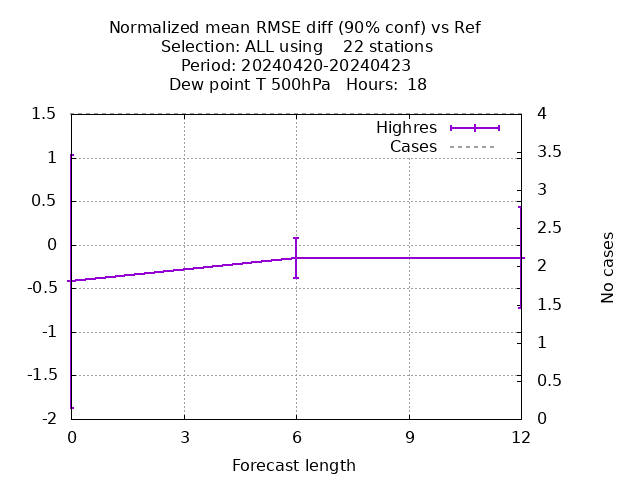 Normalized mean RMSE diff (90% conf) vs Ref
Selection: ALL using    22 stations
Period: 20240420-20240423
Dew point T 500hPa   Hours:  18
Highres
Cases
1.5
1
0.5
0
-0.5
-1
-1.5
-2
4
3.5
3
2.5
2
1.5
1
0.5
0
No cases
0 3 6 9 12
Forecast length